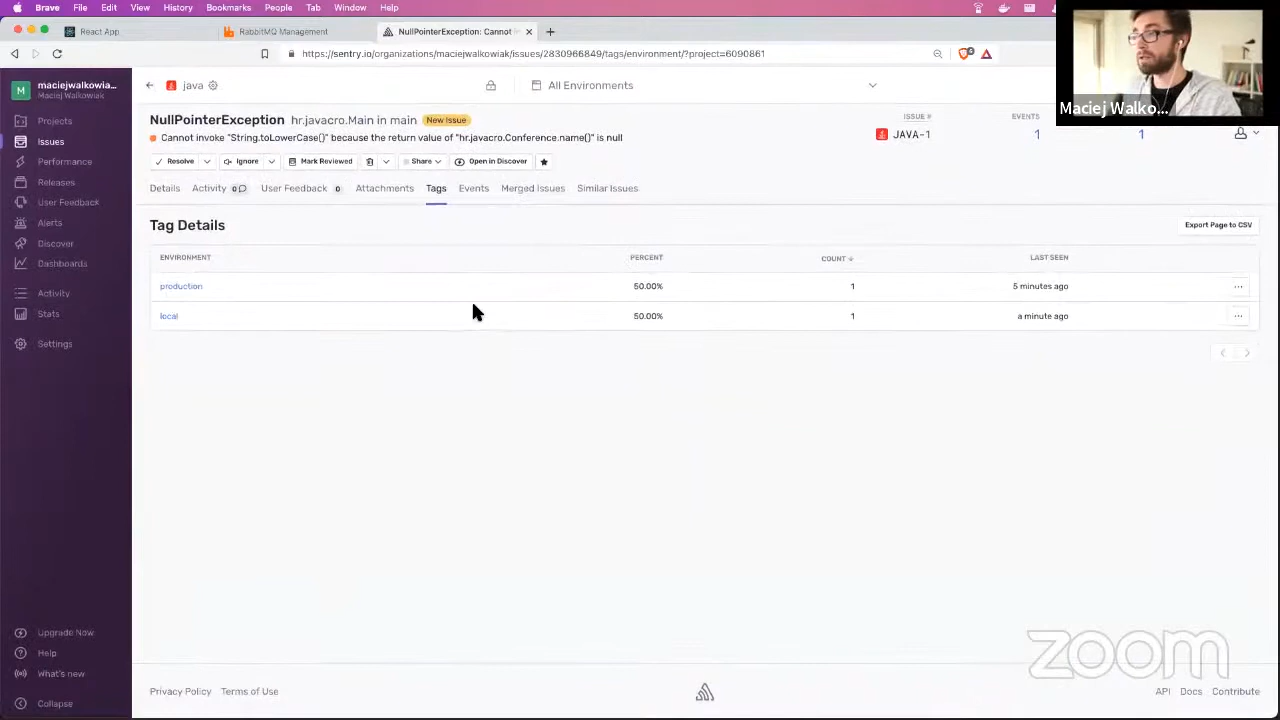 Brave File Edit View History Bookmarks People Tab Window Help
React App
RabbitMQ Management
NullPointerException: Cannot
https://sentry.io/organizations/maciejwalkowiak/issues/2830966849/tags/environment/?project=6090861
Maciej Walko...
M
maciejwalkowia...
Maciej Walkowiak
java
All Environments
Projects
Issues
Performance
Releases
User Feedback
Alerts
Discover
Dashboards
Activity
Stats
Settings
Upgrade Now
Help
What's new
Collapse
NullPointerException hr.javacro.Main in main New Issue
ISSUE #
EVENTS
Cannot invoke "String.toLowerCase()" because the return value of "hr.javacro.Conference.name()" is null
JAVA-1
1
1
Resolve Ignore Mark Reviewed Share Open in Discover
Details Activity 0 User Feedback 0 Attachments Tags Events Merged Issues Similar Issues
Tag Details
Export Page to CSV
ENVIRONMENT PERCENT COUNT LAST SEEN
production 50.00% 1 5 minutes ago
local 50.00% 1 a minute ago
zoom
Privacy Policy Terms of Use
API Docs Contribute